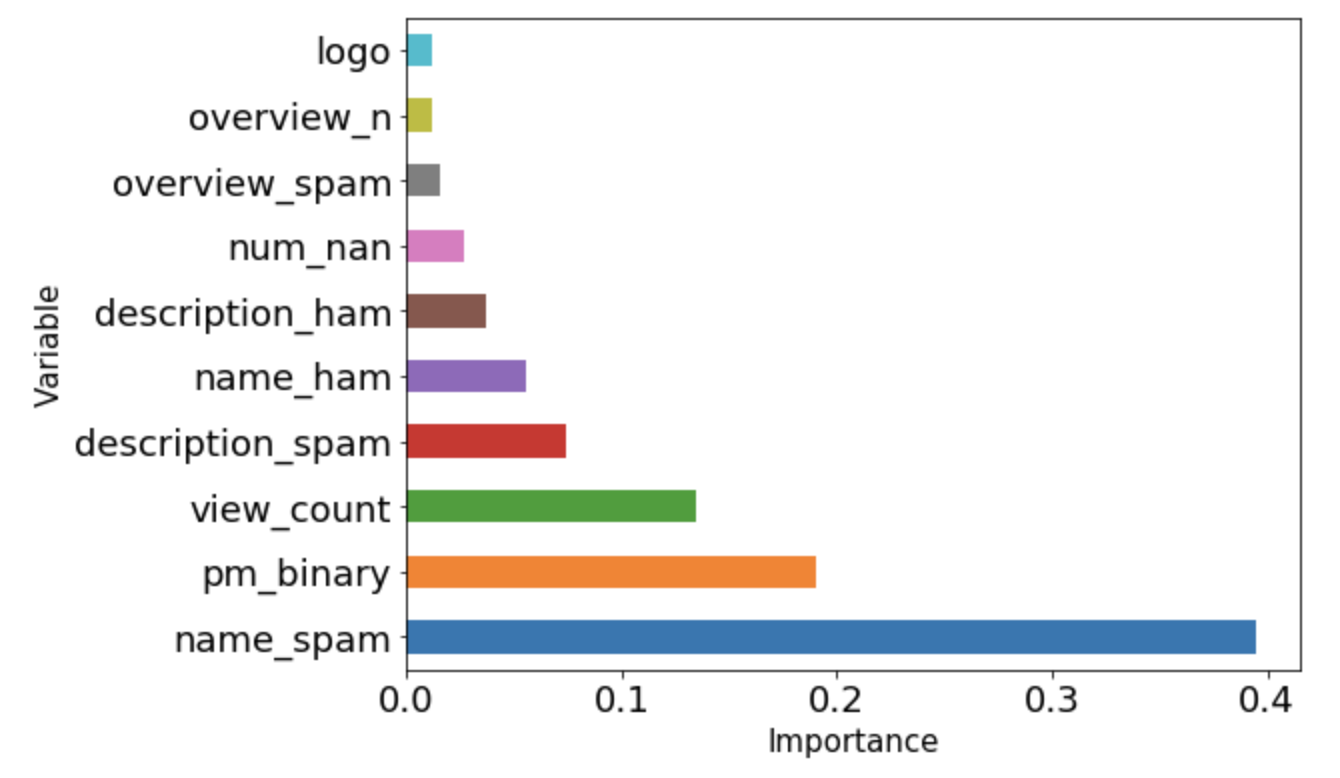 logo
overview_n
overview_spam
num_nan
description_ham
name_ham
description_spam
view_count
pm_binary
name_spam
Variable
0.0 0.1 0.2 0.3 0.4
Importance